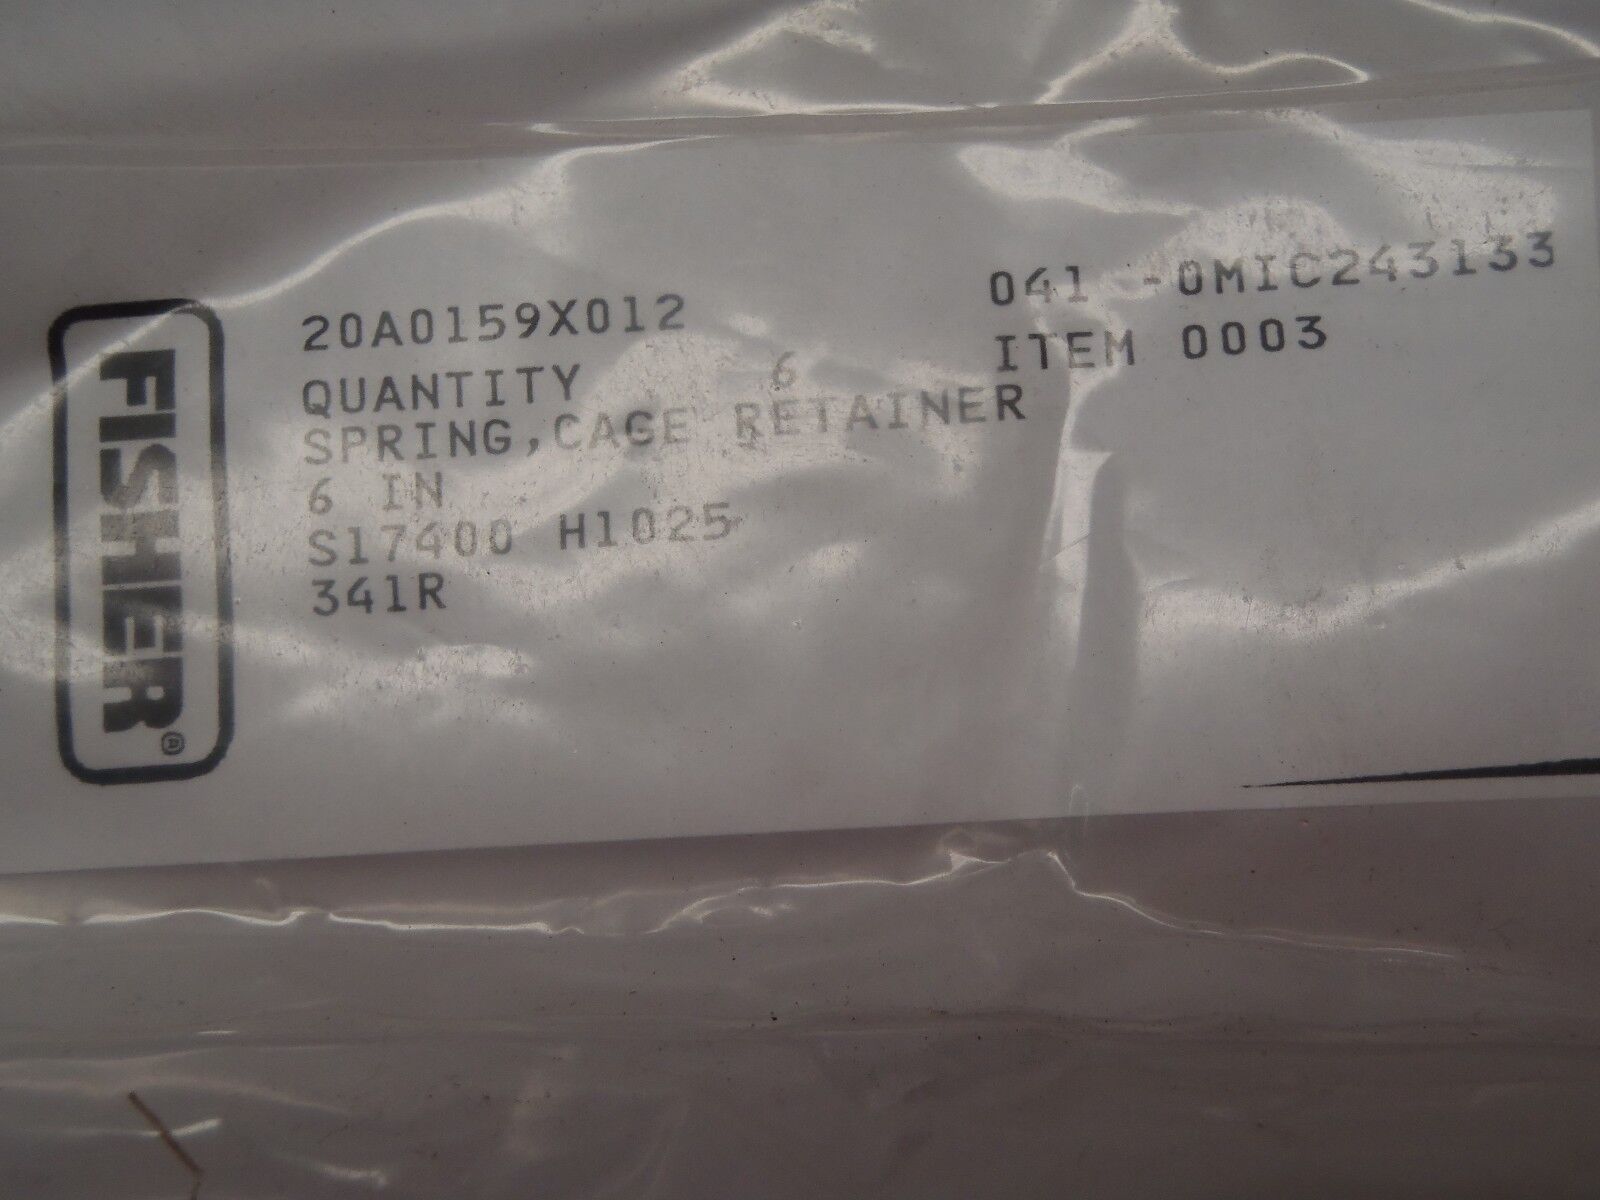 FISHER®
20A0159X012
041 -0MIC243133
QUANTITY 6
ITEM 0003
SPRING,CAGE RETAINER
6 IN
S17400 H1025
341R